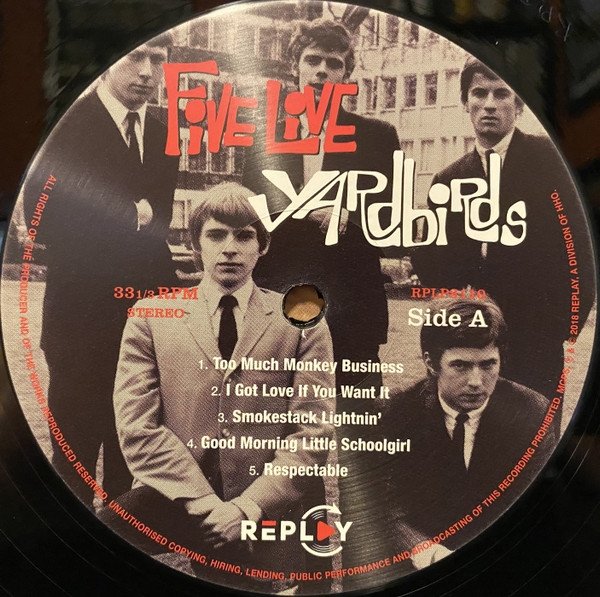 FiVE LiVE
YARdbiRds
33 1/3 RPM
STEREO
Side A
1. Too Much Monkey Business
2. I Got Love If You Want It
3. Smokestack Lightnin'
4. Good Morning Little Schoolgirl
5. Respectable
REPLAY
ALL RIGHTS OF THE PRODUCER AND OF THE REPRODUCED RESERVED. UNAUTHORISED COPYING, HIRING, LENDING, PUBLIC PERFORMANCE AND BROADCASTING OF THIS RECORDING PROHIBITED. 2018 REPLAY, A DIVISION OF HHO.